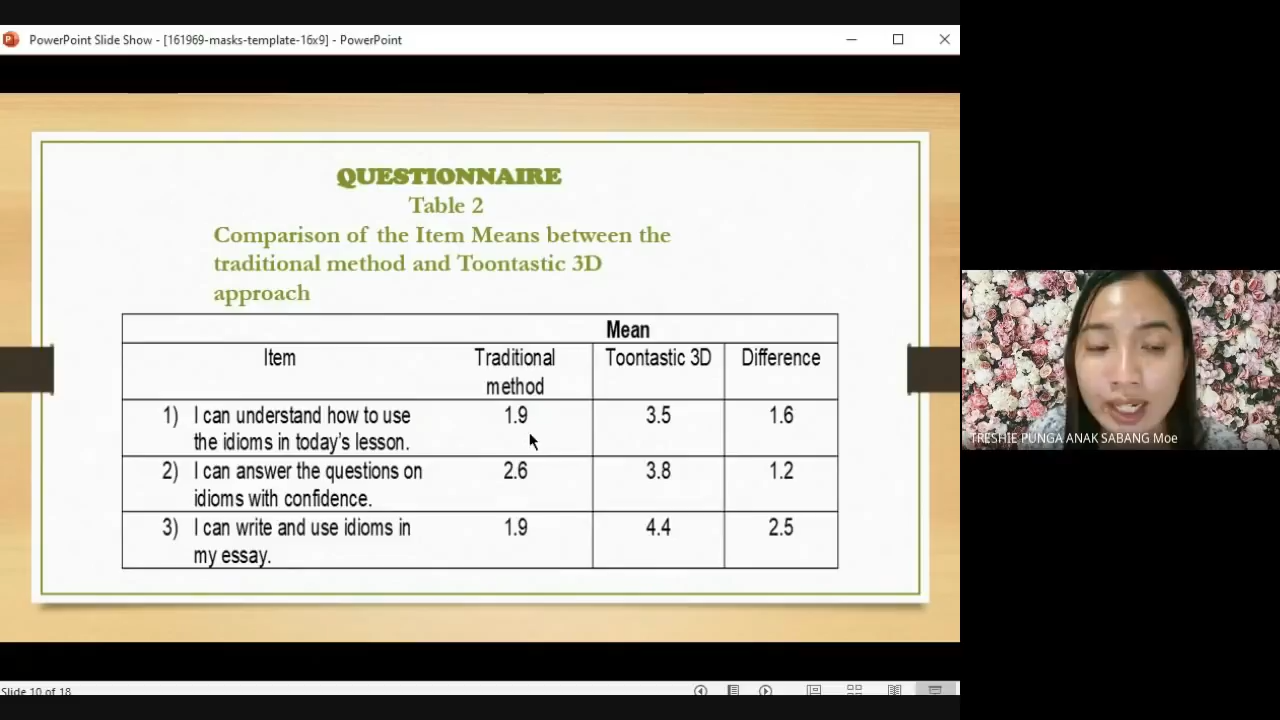 PowerPoint Slide Show - [161969-masks-template-16x9] - PowerPoint
QUESTIONNAIRE
Table 2
Comparison of the Item Means between the
traditional method and Toontastic 3D
approach
Mean
Item Traditional method Toontastic 3D Difference
1) I can understand how to use 1.9 3.5 1.6
the idioms in today's lesson.
2) I can answer the questions on 2.6 3.8 1.2
idioms with confidence.
3) I can write and use idioms in 1.9 4.4 2.5
my essay.
TRESHIE PUNGA ANAK SABANG Moe
Slide 10 of 18